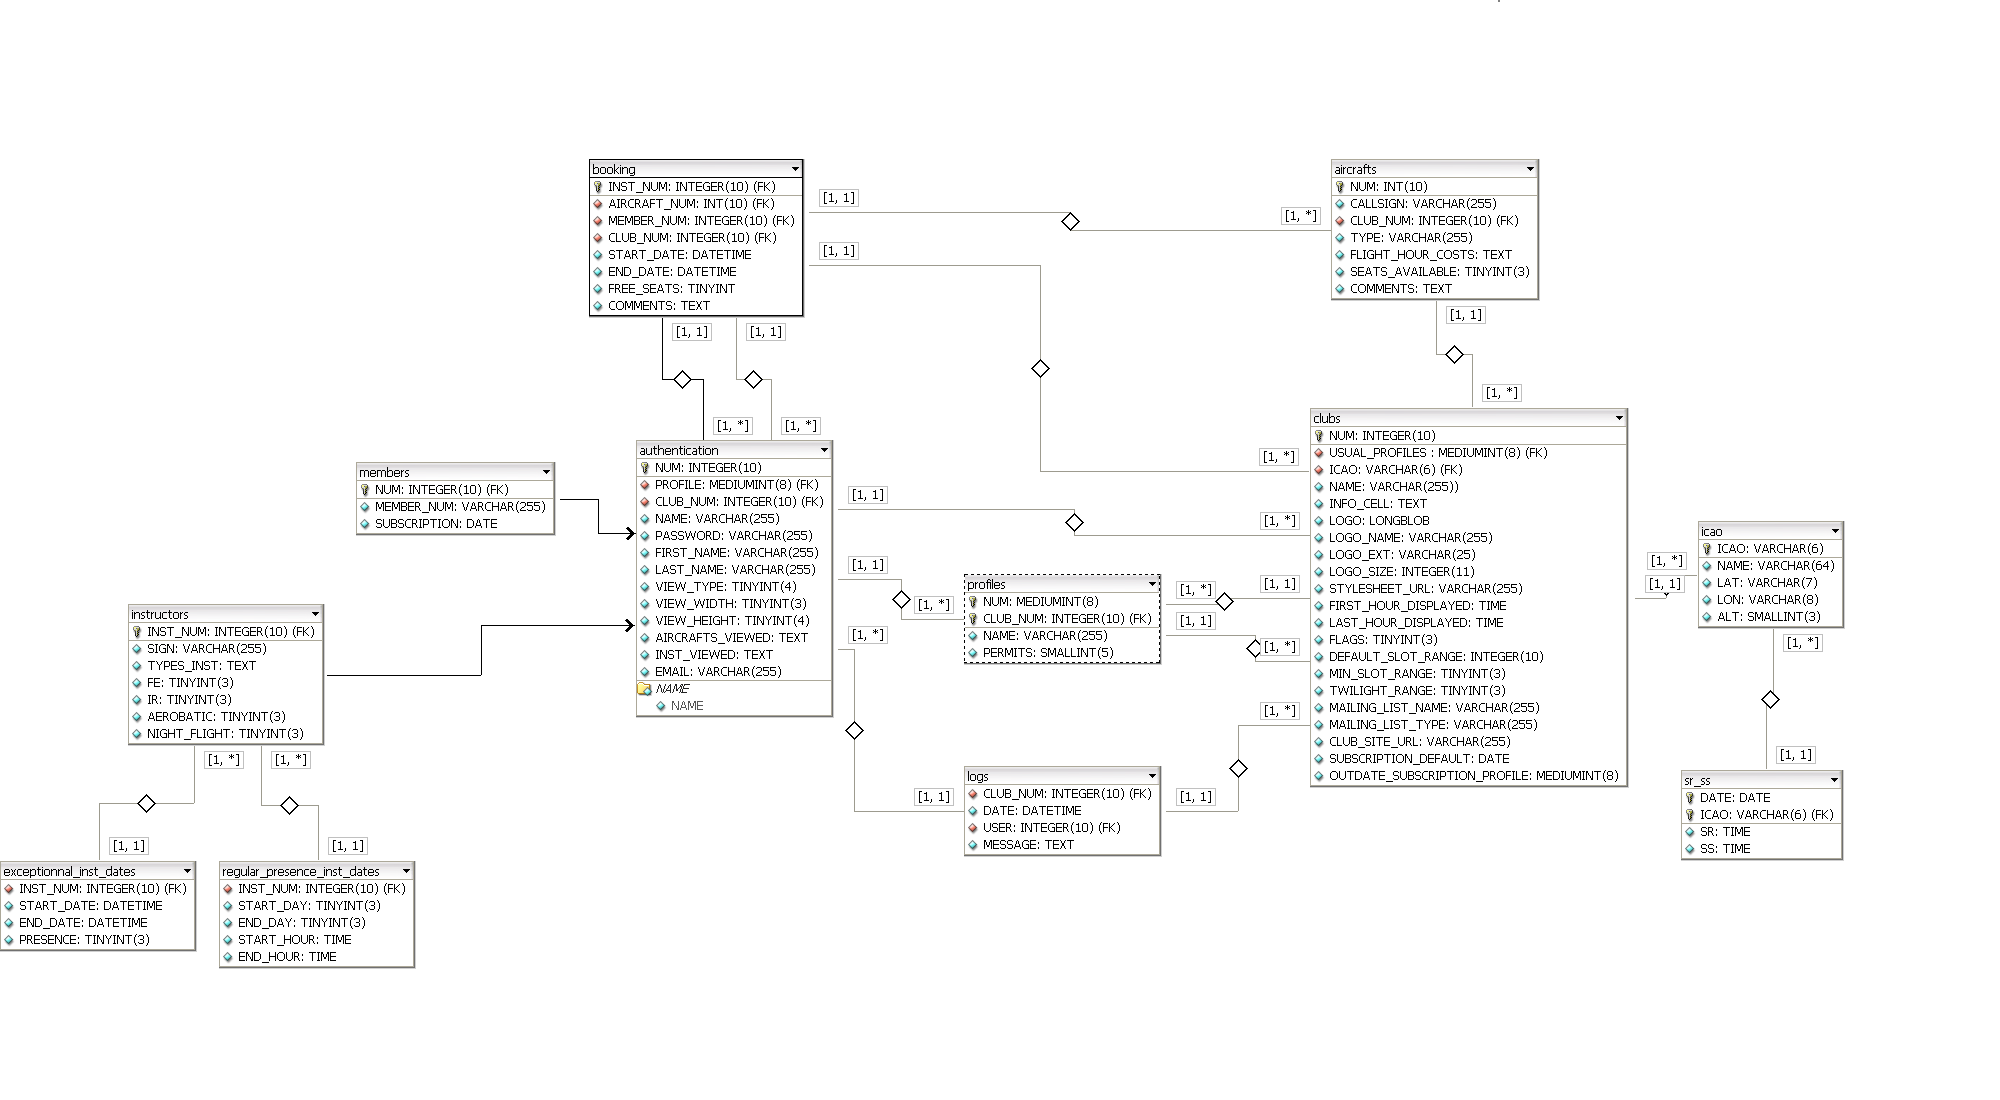 booking
INST_NUM: INTEGER(10) (FK)
AIRCRAFT_NUM: INT(10) (FK)
MEMBER_NUM: INTEGER(10) (FK)
CLUB_NUM: INTEGER(10) (FK)
START_DATE: DATETIME
END_DATE: DATETIME
FREE_SEATS: TINYINT
COMMENTS: TEXT
[1, 1]
[1, *]
[1, 1]
aircrafts
NUM: INT(10)
CALLSIGN: VARCHAR(255)
CLUB_NUM: INTEGER(10) (FK)
TYPE: VARCHAR(255)
FLIGHT_HOUR_COSTS: TEXT
SEATS_AVAILABLE: TINYINT(3)
COMMENTS: TEXT
[1, 1]
[1, *]
[1, 1]
[1, 1]
[1, *]
[1, *]
members
NUM: INTEGER(10) (FK)
MEMBER_NUM: VARCHAR(255)
SUBSCRIPTION: DATE
authentication
NUM: INTEGER(10)
PROFILE: MEDIUMINT(8) (FK)
CLUB_NUM: INTEGER(10) (FK)
NAME: VARCHAR(255)
PASSWORD: VARCHAR(255)
FIRST_NAME: VARCHAR(255)
LAST_NAME: VARCHAR(255)
VIEW_TYPE: TINYINT(4)
VIEW_WIDTH: TINYINT(3)
VIEW_HEIGHT: TINYINT(4)
AIRCRAFTS_VIEWED: TEXT
INST_VIEWED: TEXT
EMAIL: VARCHAR(255)
NAME
NAME
[1, 1]
[1, 1]
[1, *]
[1, *]
[1, *]
[1, *]
profiles
NUM: MEDIUMINT(8)
CLUB_NUM: INTEGER(10) (FK)
NAME: VARCHAR(255)
PERMITS: SMALLINT(5)
[1, *]
[1, 1]
[1, 1]
[1, *]
clubs
NUM: INTEGER(10)
USUAL_PROFILES : MEDIUMINT(8) (FK)
ICAO: VARCHAR(6) (FK)
NAME: VARCHAR(255))
INFO_CELL: TEXT
LOGO: LONGBLOB
LOGO_NAME: VARCHAR(255)
LOGO_EXT: VARCHAR(25)
LOGO_SIZE: INTEGER(11)
STYLESHEET_URL: VARCHAR(255)
FIRST_HOUR_DISPLAYED: TIME
LAST_HOUR_DISPLAYED: TIME
FLAGS: TINYINT(3)
DEFAULT_SLOT_RANGE: INTEGER(10)
MIN_SLOT_RANGE: TINYINT(3)
TWILIGHT_RANGE: TINYINT(3)
MAILING_LIST_NAME: VARCHAR(255)
MAILING_LIST_TYPE: VARCHAR(255)
CLUB_SITE_URL: VARCHAR(255)
SUBSCRIPTION_DEFAULT: DATE
OUTDATE_SUBSCRIPTION_PROFILE: MEDIUMINT(8)
[1, *]
[1, 1]
icao
ICAO: VARCHAR(6)
NAME: VARCHAR(64)
LAT: VARCHAR(7)
LON: VARCHAR(8)
ALT: SMALLINT(3)
[1, *]
[1, 1]
sr_ss
DATE: DATE
ICAO: VARCHAR(6) (FK)
SR: TIME
SS: TIME
instructors
INST_NUM: INTEGER(10) (FK)
SIGN: VARCHAR(255)
TYPES_INST: TEXT
FE: TINYINT(3)
IR: TINYINT(3)
AEROBATIC: TINYINT(3)
NIGHT_FLIGHT: TINYINT(3)
[1, *]
[1, *]
[1, 1]
[1, 1]
[1, 1]
[1, 1]
[1, *]
logs
CLUB_NUM: INTEGER(10) (FK)
DATE: DATETIME
USER: INTEGER(10) (FK)
MESSAGE: TEXT
exceptionnal_inst_dates
INST_NUM: INTEGER(10) (FK)
START_DATE: DATETIME
END_DATE: DATETIME
PRESENCE: TINYINT(3)
regular_presence_inst_dates
INST_NUM: INTEGER(10) (FK)
START_DAY: TINYINT(3)
END_DAY: TINYINT(3)
START_HOUR: TIME
END_HOUR: TIME